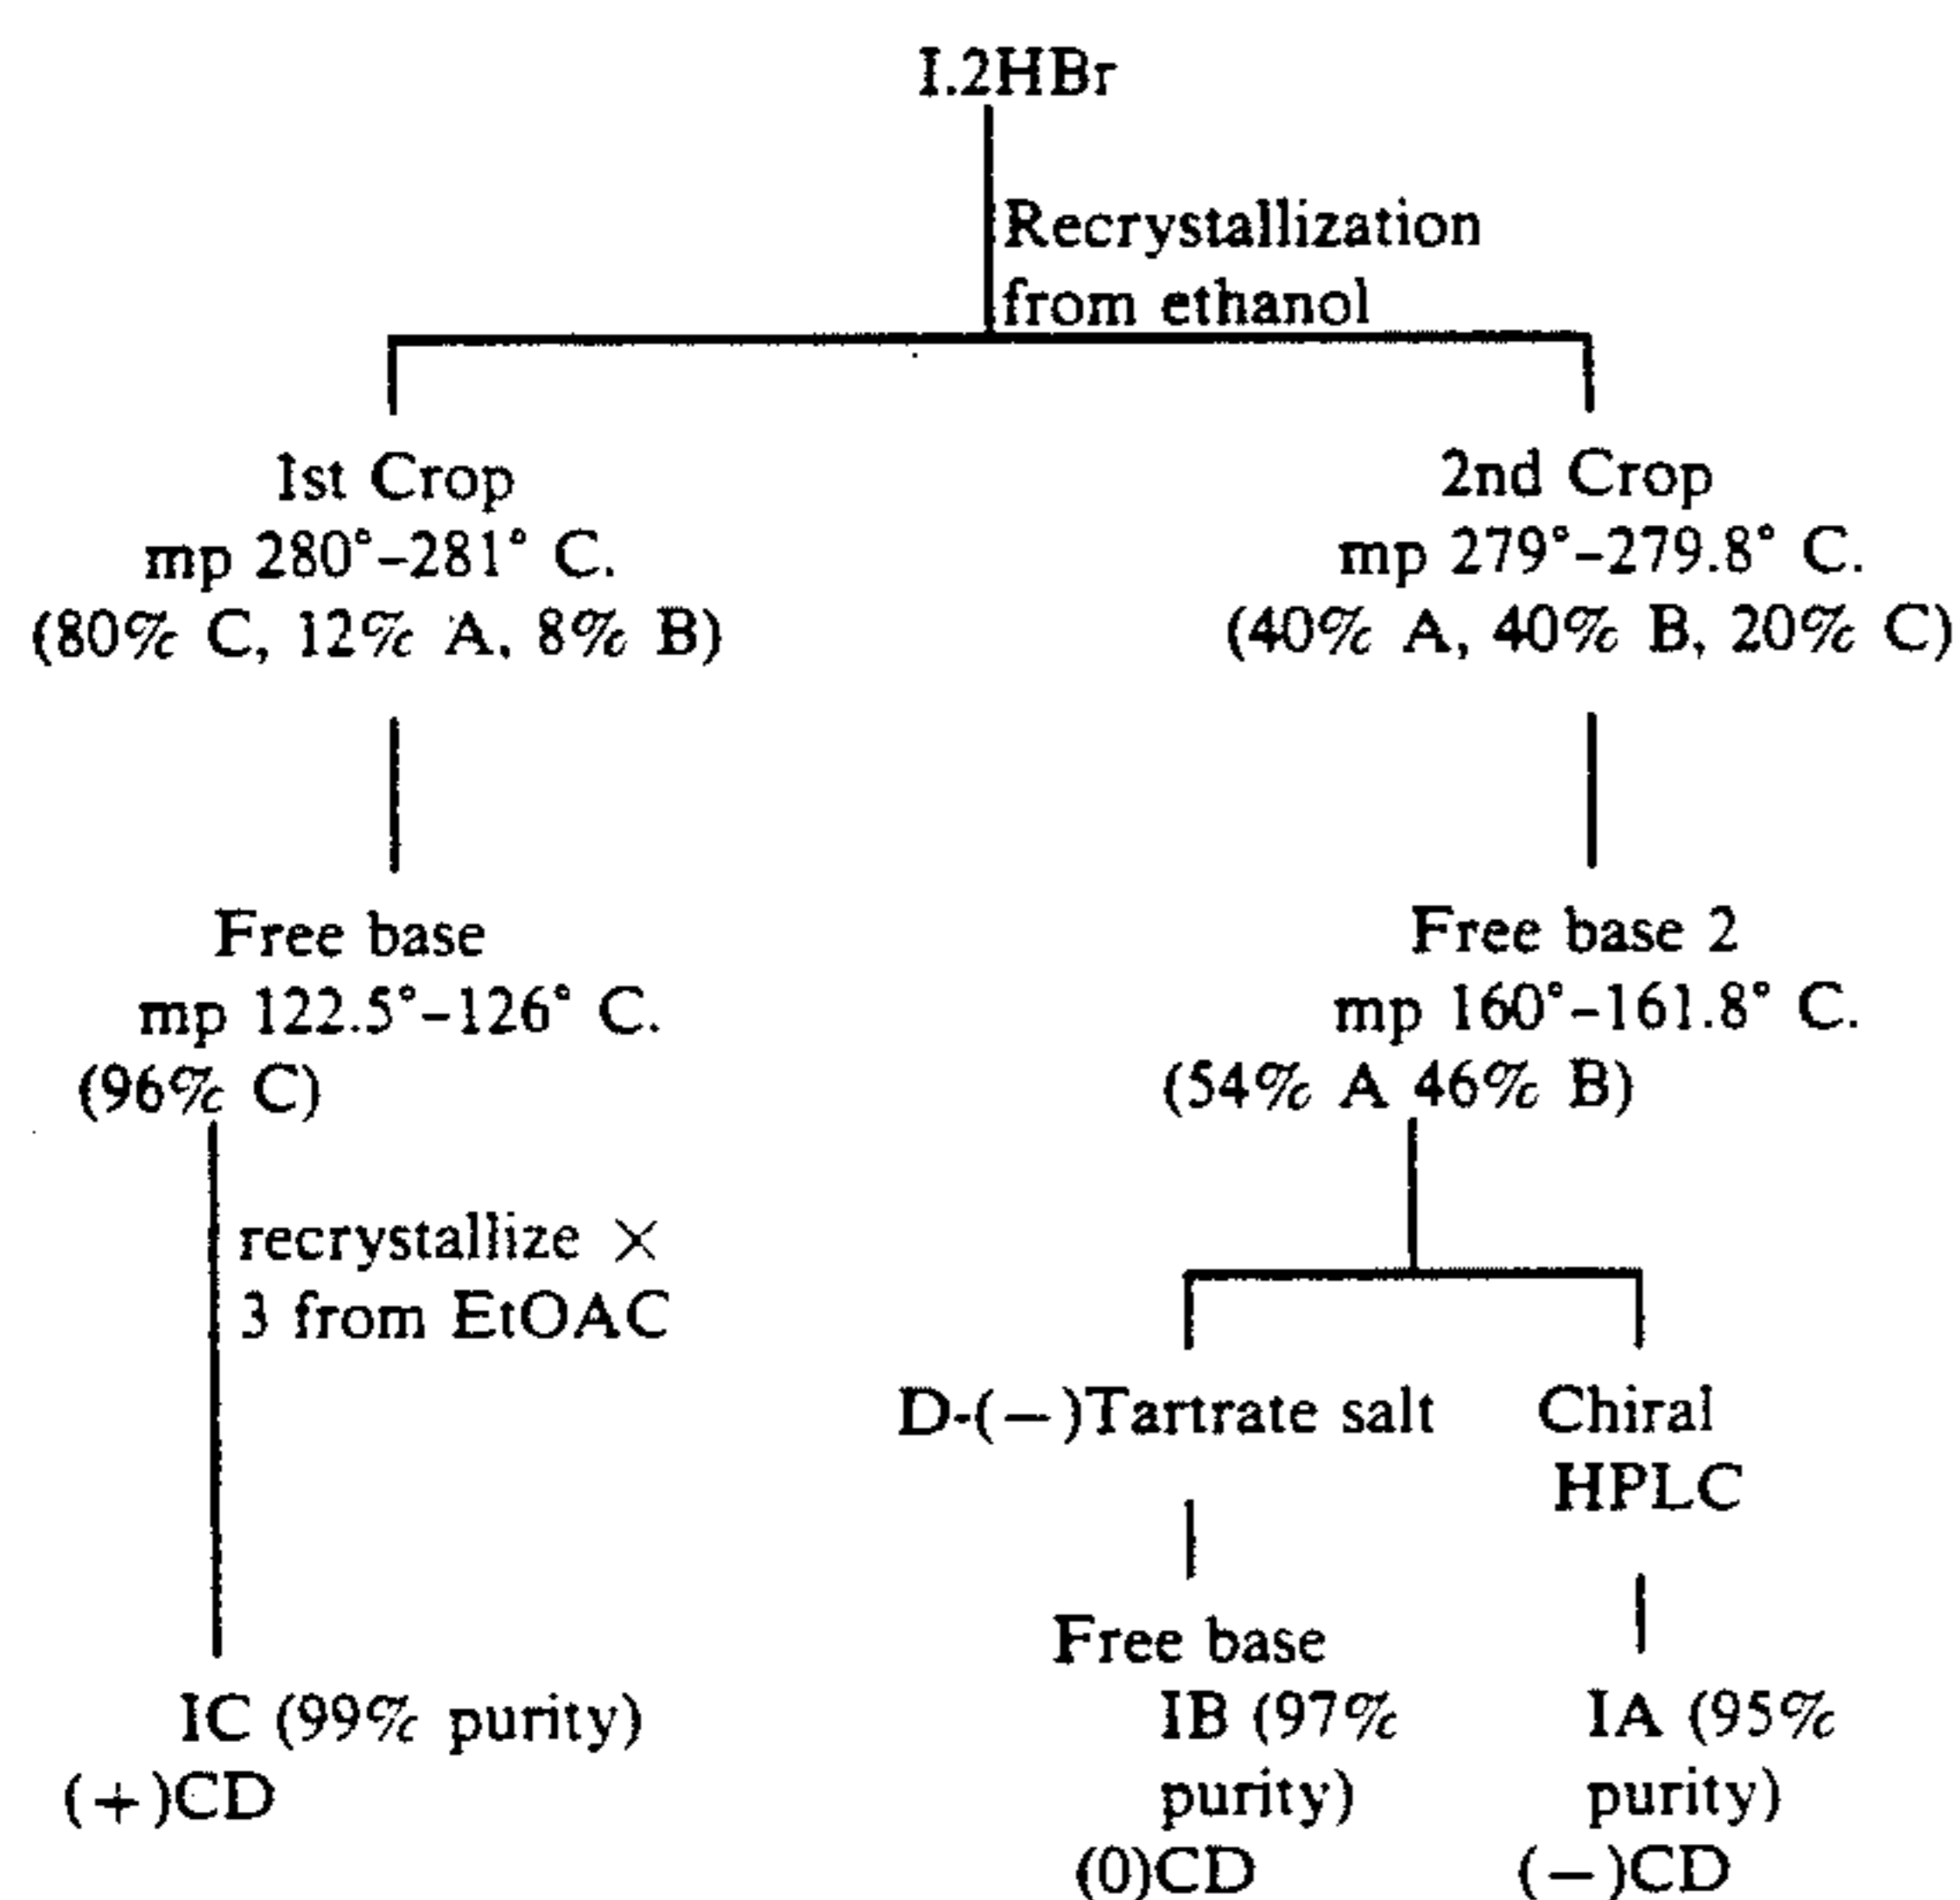 I.2HBr
Recrystallization
from ethanol
1st Crop
mp 280°–281° C.
(80% C, 12% A, 8% B)
2nd Crop
mp 279°–279.8° C.
(40% A, 40% B, 20% C)
Free base
mp 122.5°–126° C.
(96% C)
Free base 2
mp 160°–161.8° C.
(54% A 46% B)
recrystallize ×
3 from EtOAC
D-(−)Tartrate salt
Chiral
HPLC
IC (99% purity)
(+)CD
Free base
IB (97%
purity)
(0)CD
IA (95%
purity)
(−)CD